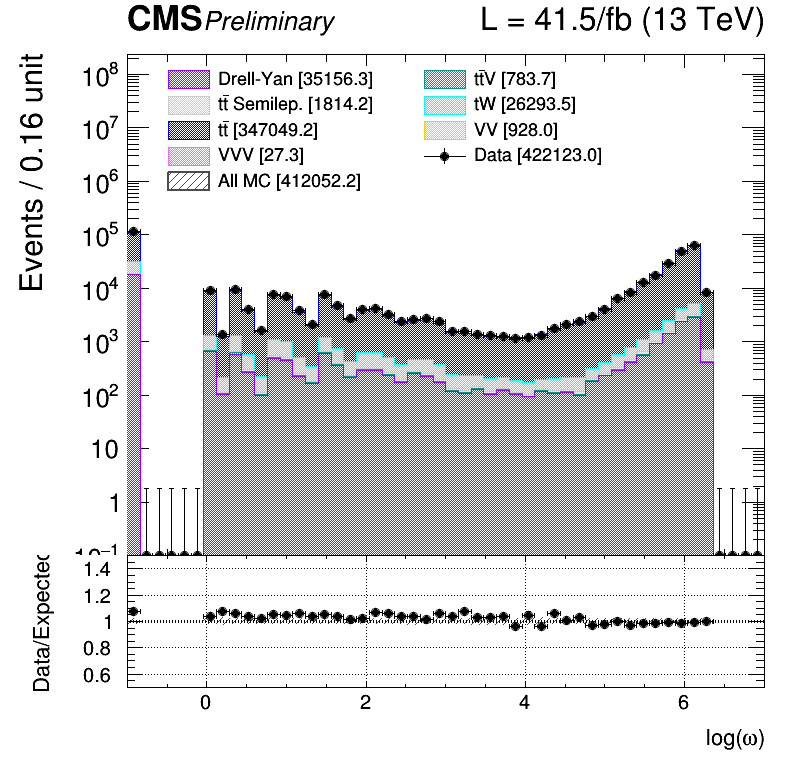 CMS Preliminary L = 41.5/fb (13 TeV)
Events / 0.16 unit
10⁸
10⁷
10⁶
10⁵
10⁴
10³
10²
10
1
10⁻¹
Drell-Yan [35156.3]
tt̄ Semilep. [1814.2]
tt̄ [347049.2]
VVV [27.3]
All MC [412052.2]
tt̄V [783.7]
tW [26293.5]
VV [928.0]
Data [422123.0]
Data/Expected
1.4
1.2
1
0.8
0.6
0 2 4 6
log(ω)